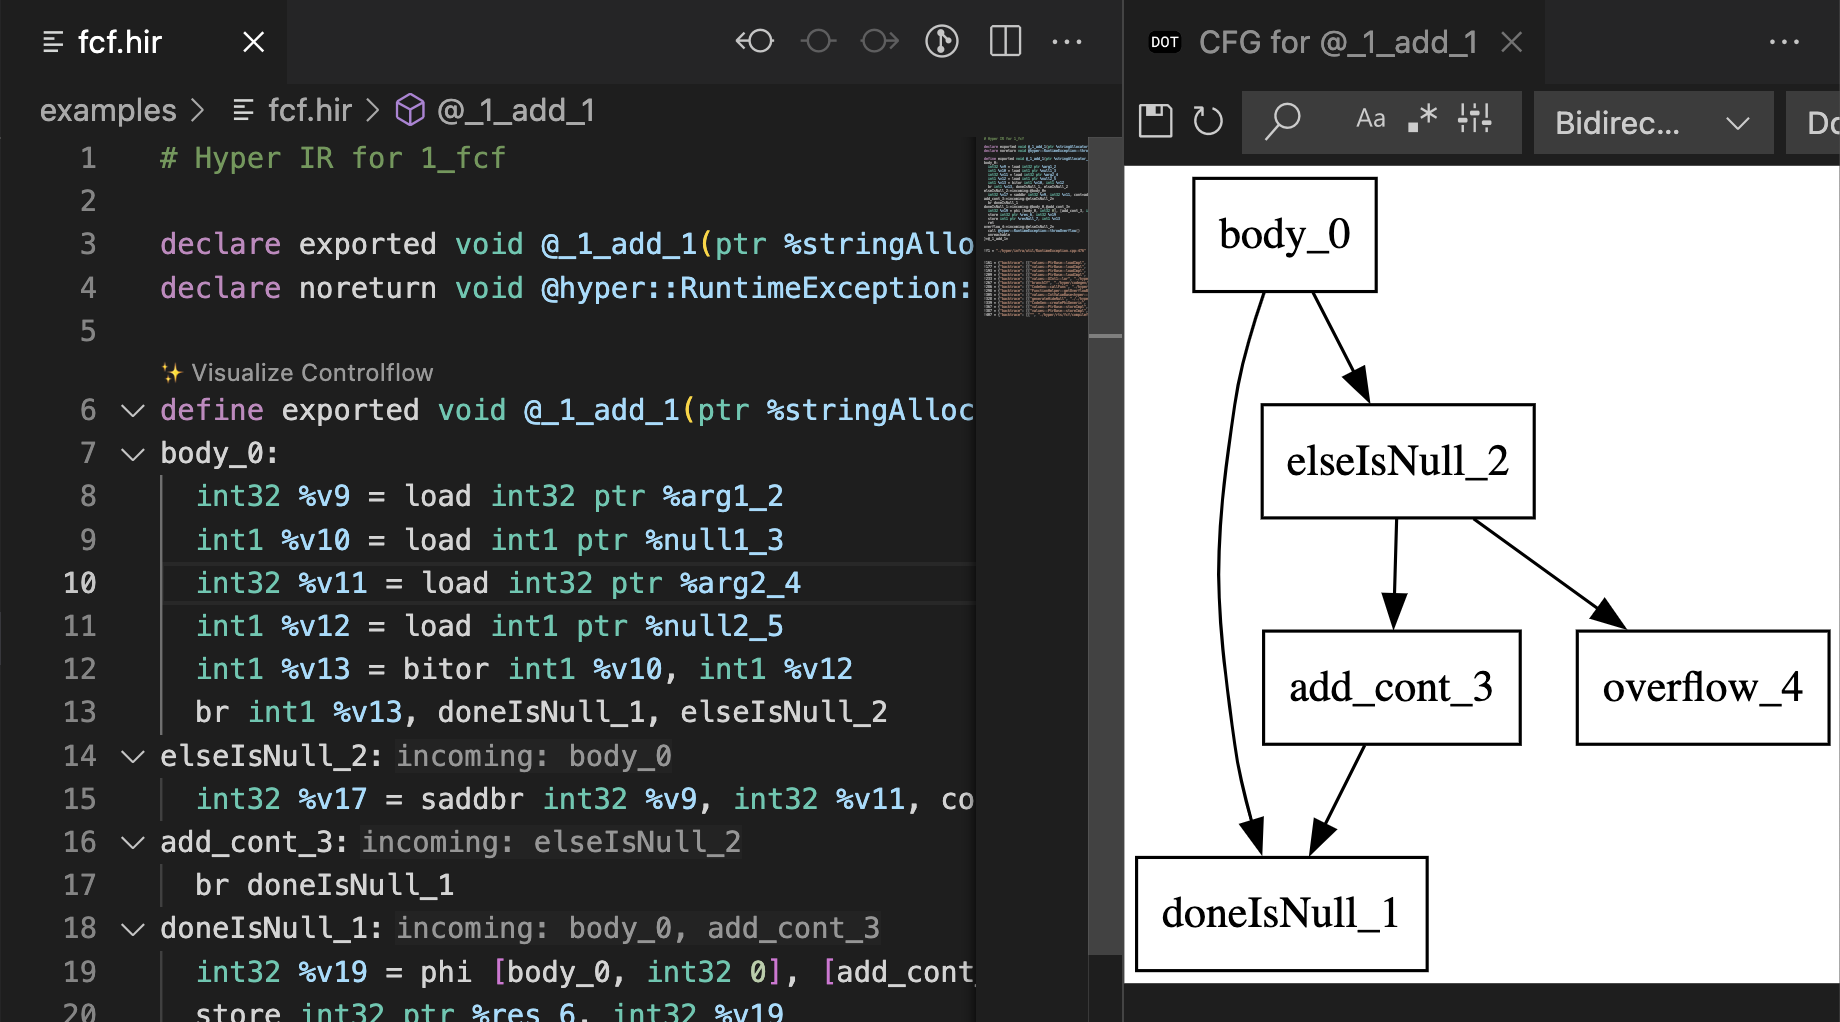 fcf.hir
DOT CFG for @_1_add_1
examples > fcf.hir > @_1_add_1
Aa .* Bidirec... Do
1 # Hyper IR for 1_fcf
2
3 declare exported void @_1_add_1(ptr %stringAllo
4 declare noreturn void @hyper::RuntimeException:
5
✨ Visualize Controlflow
6 define exported void @_1_add_1(ptr %stringAlloc
7 body_0:
8 int32 %v9 = load int32 ptr %arg1_2
9 int1 %v10 = load int1 ptr %null1_3
10 int32 %v11 = load int32 ptr %arg2_4
11 int1 %v12 = load int1 ptr %null2_5
12 int1 %v13 = bitor int1 %v10, int1 %v12
13 br int1 %v13, doneIsNull_1, elseIsNull_2
14 elseIsNull_2: incoming: body_0
15 int32 %v17 = saddbr int32 %v9, int32 %v11, co
16 add_cont_3: incoming: elseIsNull_2
17 br doneIsNull_1
18 doneIsNull_1: incoming: body_0, add_cont_3
19 int32 %v19 = phi [body_0, int32 0], [add_cont_
20 store int32 ptr %res_6, int32 %v19
body_0
elseIsNull_2
add_cont_3
overflow_4
doneIsNull_1